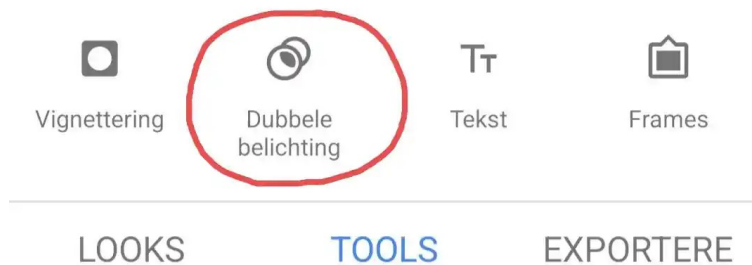 Vignettering Dubbele Tekst Frames
belichting
LOOKS TOOLS EXPORTERE